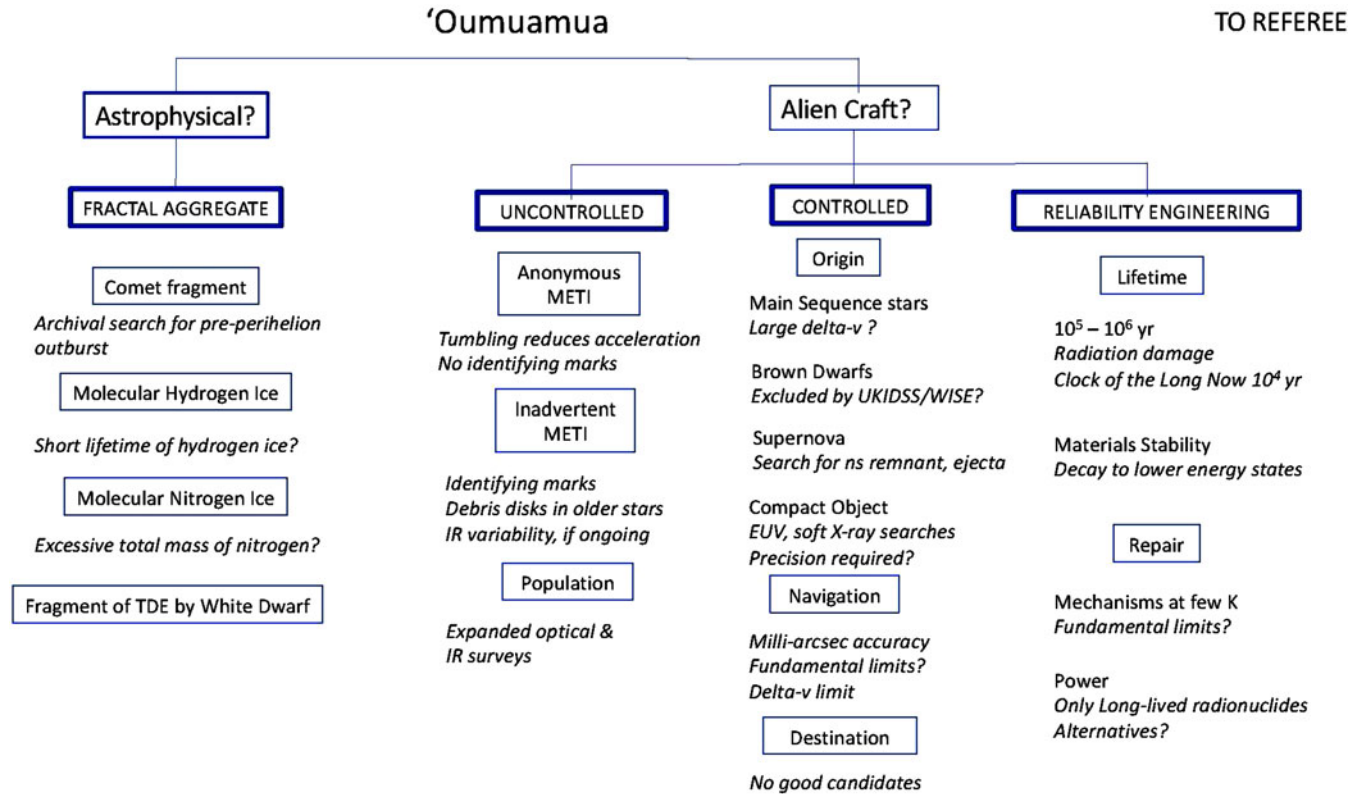 ‘Oumuamua
TO REFEREE
Astrophysical?
Alien Craft?
FRACTAL AGGREGATE
Comet fragment
Archival search for pre-perihelion
outburst
Molecular Hydrogen Ice
Short lifetime of hydrogen ice?
Molecular Nitrogen Ice
Excessive total mass of nitrogen?
Fragment of TDE by White Dwarf
UNCONTROLLED
Anonymous
METI
Tumbling reduces acceleration
No identifying marks
Inadvertent
METI
Identifying marks
Debris disks in older stars
IR variability, if ongoing
Population
Expanded optical &
IR surveys
CONTROLLED
Origin
Main Sequence stars
Large delta-v ?
Brown Dwarfs
Excluded by UKIDSS/WISE?
Supernova
Search for ns remnant, ejecta
Compact Object
EUV, soft X-ray searches
Precision required?
Navigation
Milli-arcsec accuracy
Fundamental limits?
Delta-v limit
Destination
No good candidates
RELIABILITY ENGINEERING
Lifetime
10⁵ – 10⁶ yr
Radiation damage
Clock of the Long Now 10⁴ yr
Materials Stability
Decay to lower energy states
Repair
Mechanisms at few K
Fundamental limits?
Power
Only Long-lived radionuclides
Alternatives?